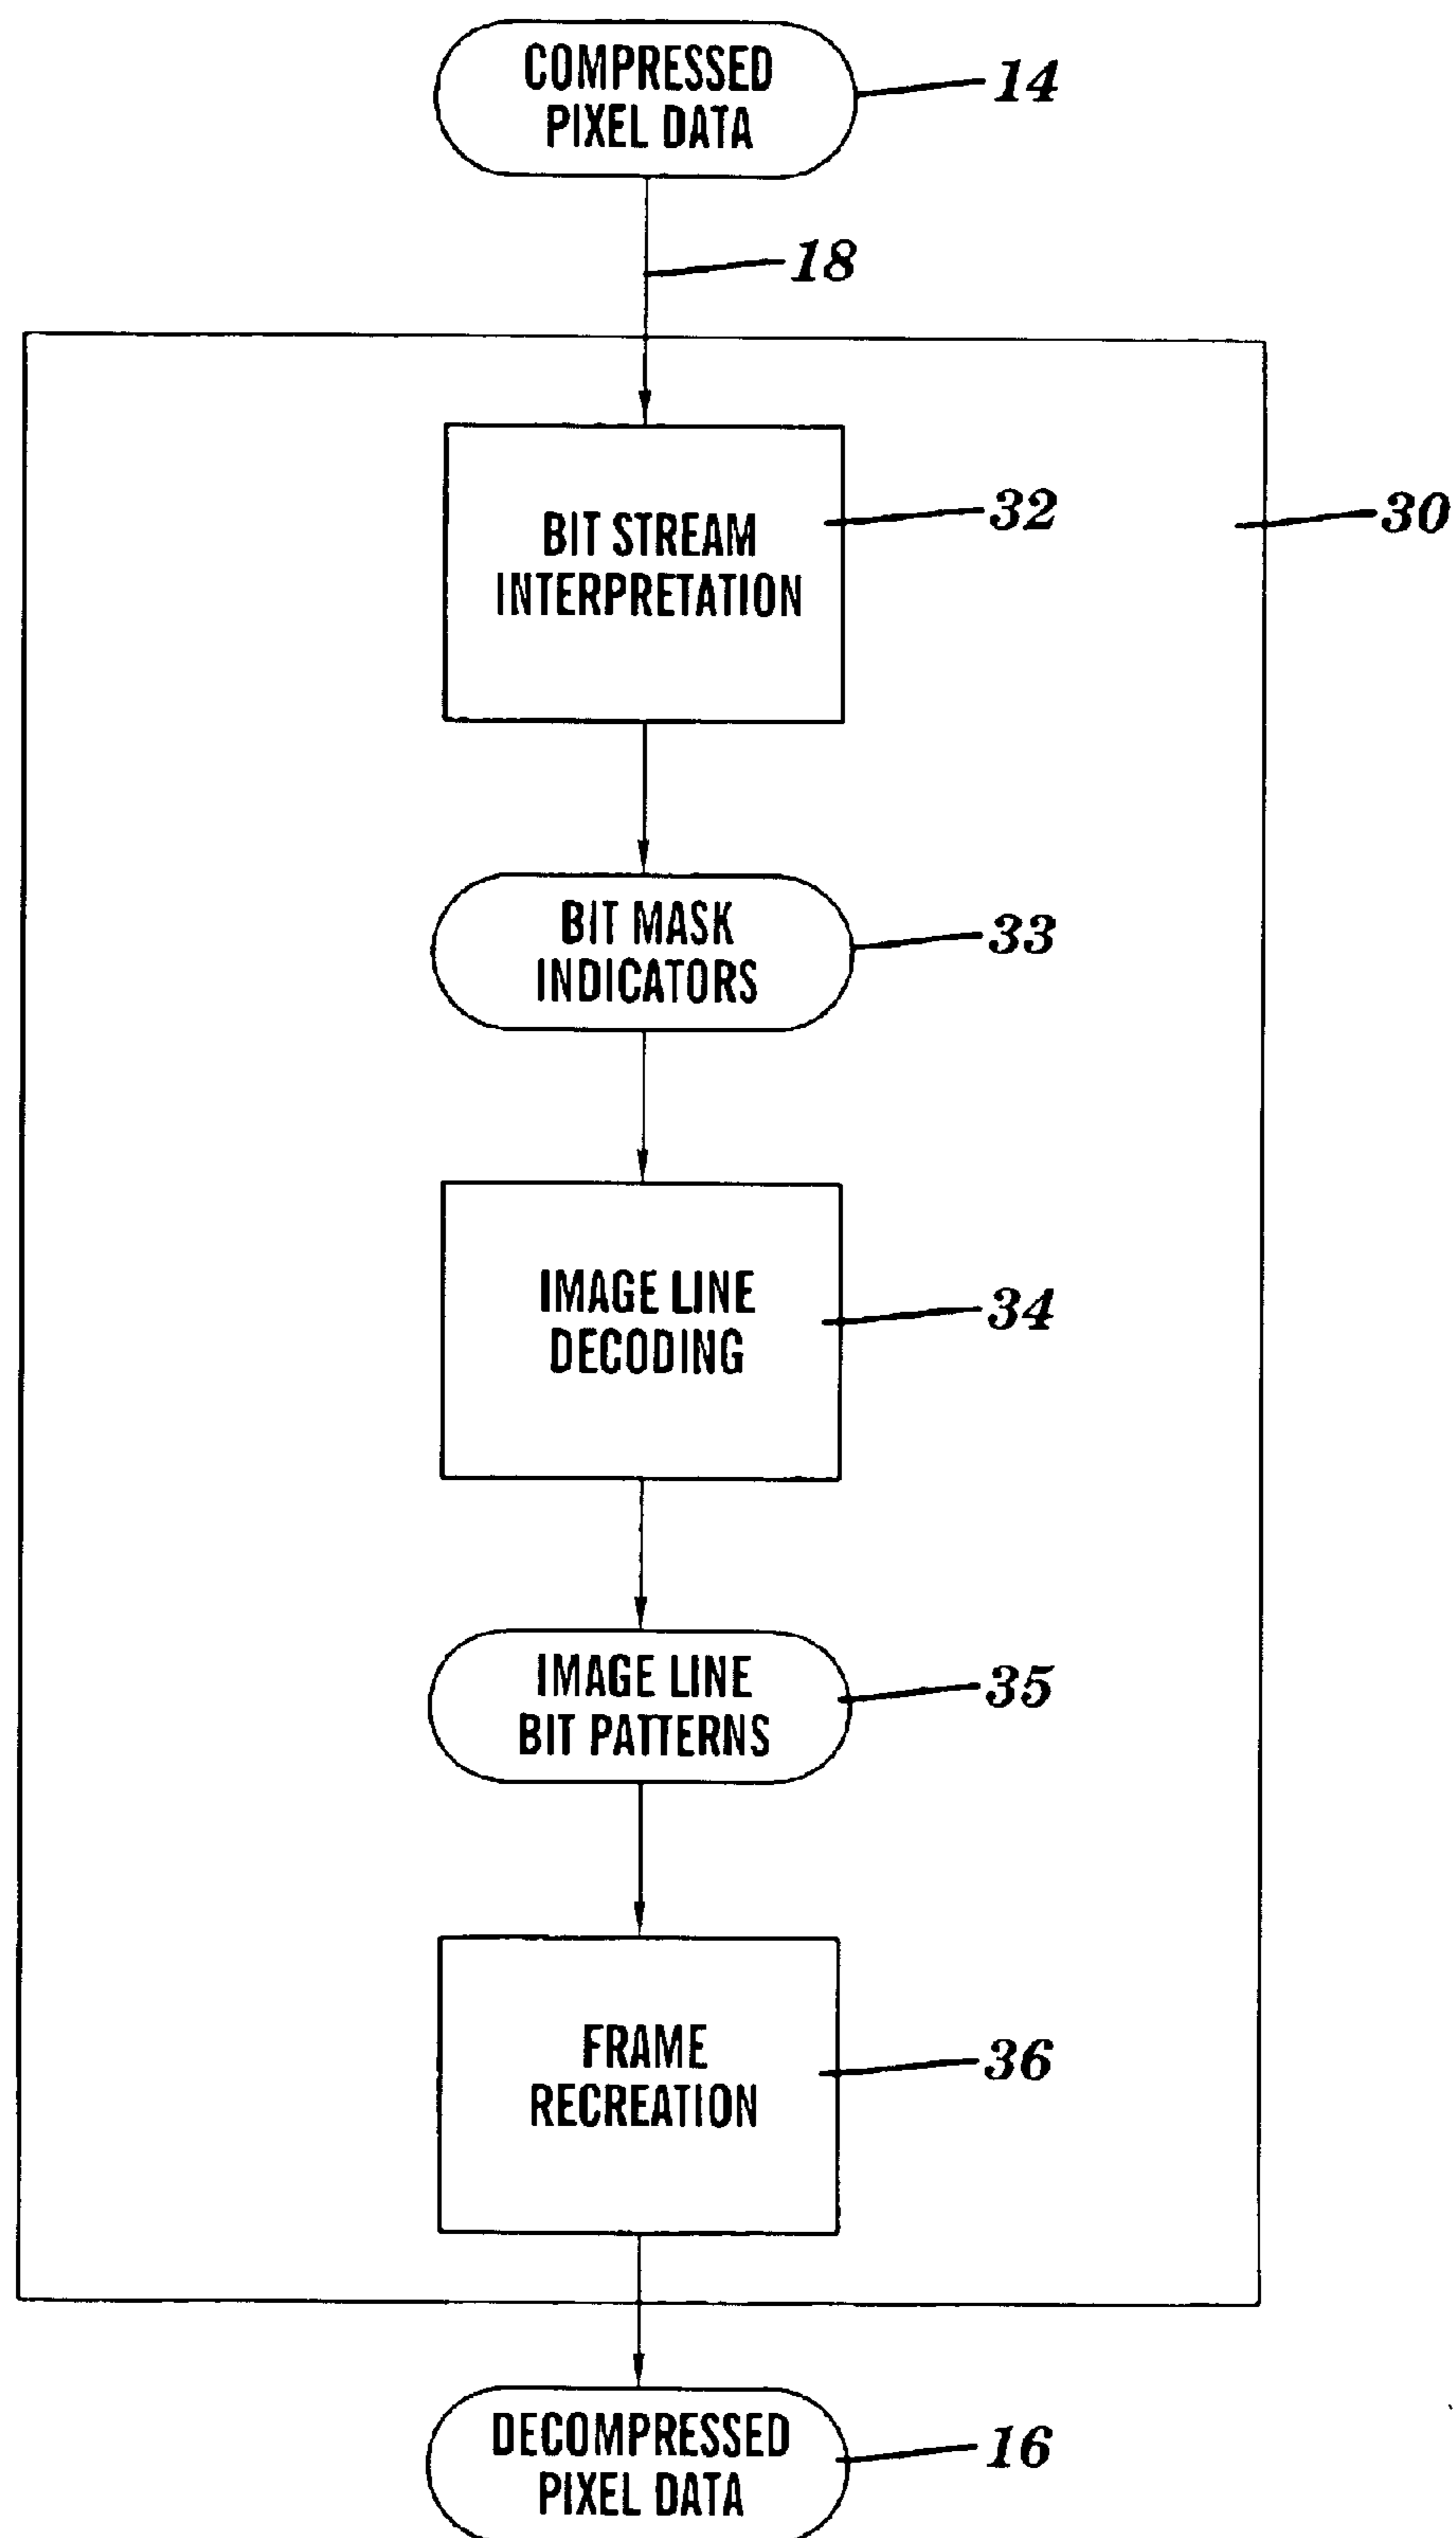 COMPRESSED
PIXEL DATA
14
18
BIT STREAM
INTERPRETATION
32
30
BIT MASK
INDICATORS
33
IMAGE LINE
DECODING
34
IMAGE LINE
BIT PATTERNS
35
FRAME
RECREATION
36
DECOMPRESSED
PIXEL DATA
16